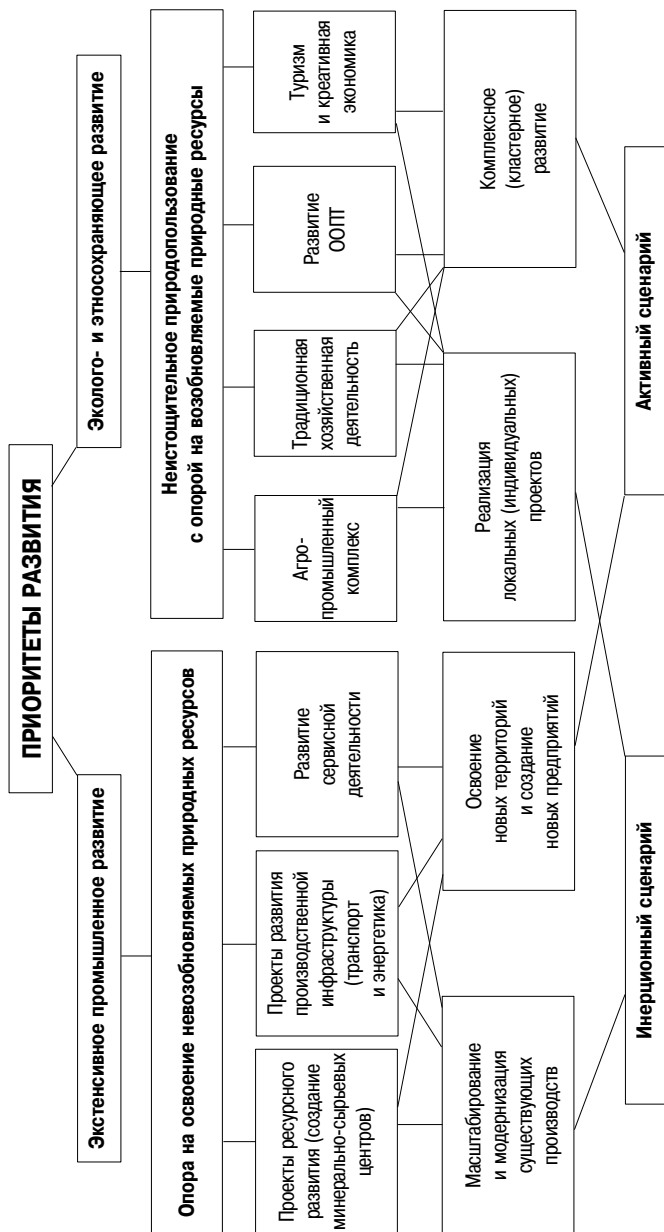 ПРИОРИТЕТЫ РАЗВИТИЯ
Экстенсивное промышленное развитие
Эколого- и этносохраняющее развитие
Опора на освоение невозобновляемых природных ресурсов
Неистощительное природопользование
с опорой на возобновляемые природные ресурсы
Проекты ресурсного
развития (создание
минерально-сырьевых
центров)
Проекты развития
производственной
инфраструктуры
(транспорт
и энергетика)
Развитие
сервисной
деятельности
Агро-
промышленный
комплекс
Традиционная
хозяйственная
деятельность
Развитие
ООПТ
Туризм
и креативная
экономика
Масштабирование
и модернизация
существующих
производств
Освоение
новых территорий
и создание
новых предприятий
Реализация
локальных (индивидуальных)
проектов
Комплексное
(кластерное)
развитие
Инерционный сценарий
Активный сценарий